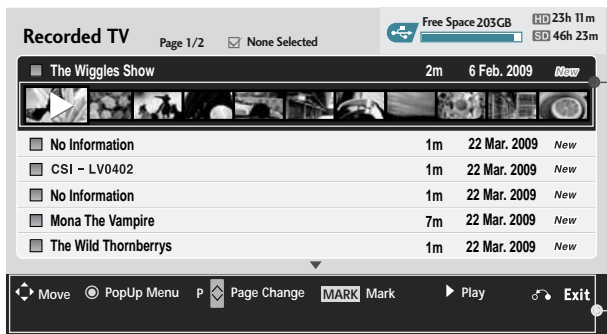 Recorded TV Page 1/2 None Selected Free Space 203GB HD 23h 11m
SD 46h 23m
The Wiggles Show 2m 6 Feb. 2009 New
No Information 1m 22 Mar. 2009 New
CSI - LV0402 1m 22 Mar. 2009 New
No Information 1m 22 Mar. 2009 New
Mona The Vampire 7m 22 Mar. 2009 New
The Wild Thornberrys 1m 22 Mar. 2009 New
Move PopUp Menu P Page Change MARK Mark Play Exit